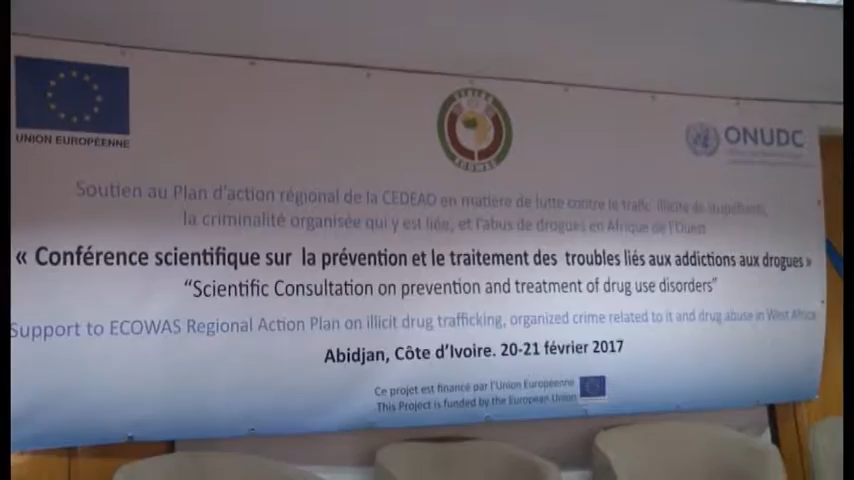 UNION EUROPÉENNE
ECOWAS
ONUDC
Soutien au Plan d'action régional de la CEDEAO en matière de lutte contre le trafic illicite de stupéfiants,
la criminalité organisée qui y est liée, et l'abus de drogues en Afrique de l'Ouest
« Conférence scientifique sur la prévention et le traitement des troubles liés aux addictions aux drogues »
“Scientific Consultation on prevention and treatment of drug use disorders”
Support to ECOWAS Regional Action Plan on illicit drug trafficking, organized crime related to it and drug abuse in West Africa
Abidjan, Côte d'Ivoire. 20-21 février 2017
Ce projet est financé par l'Union Européenne
This Project is funded by the European Union